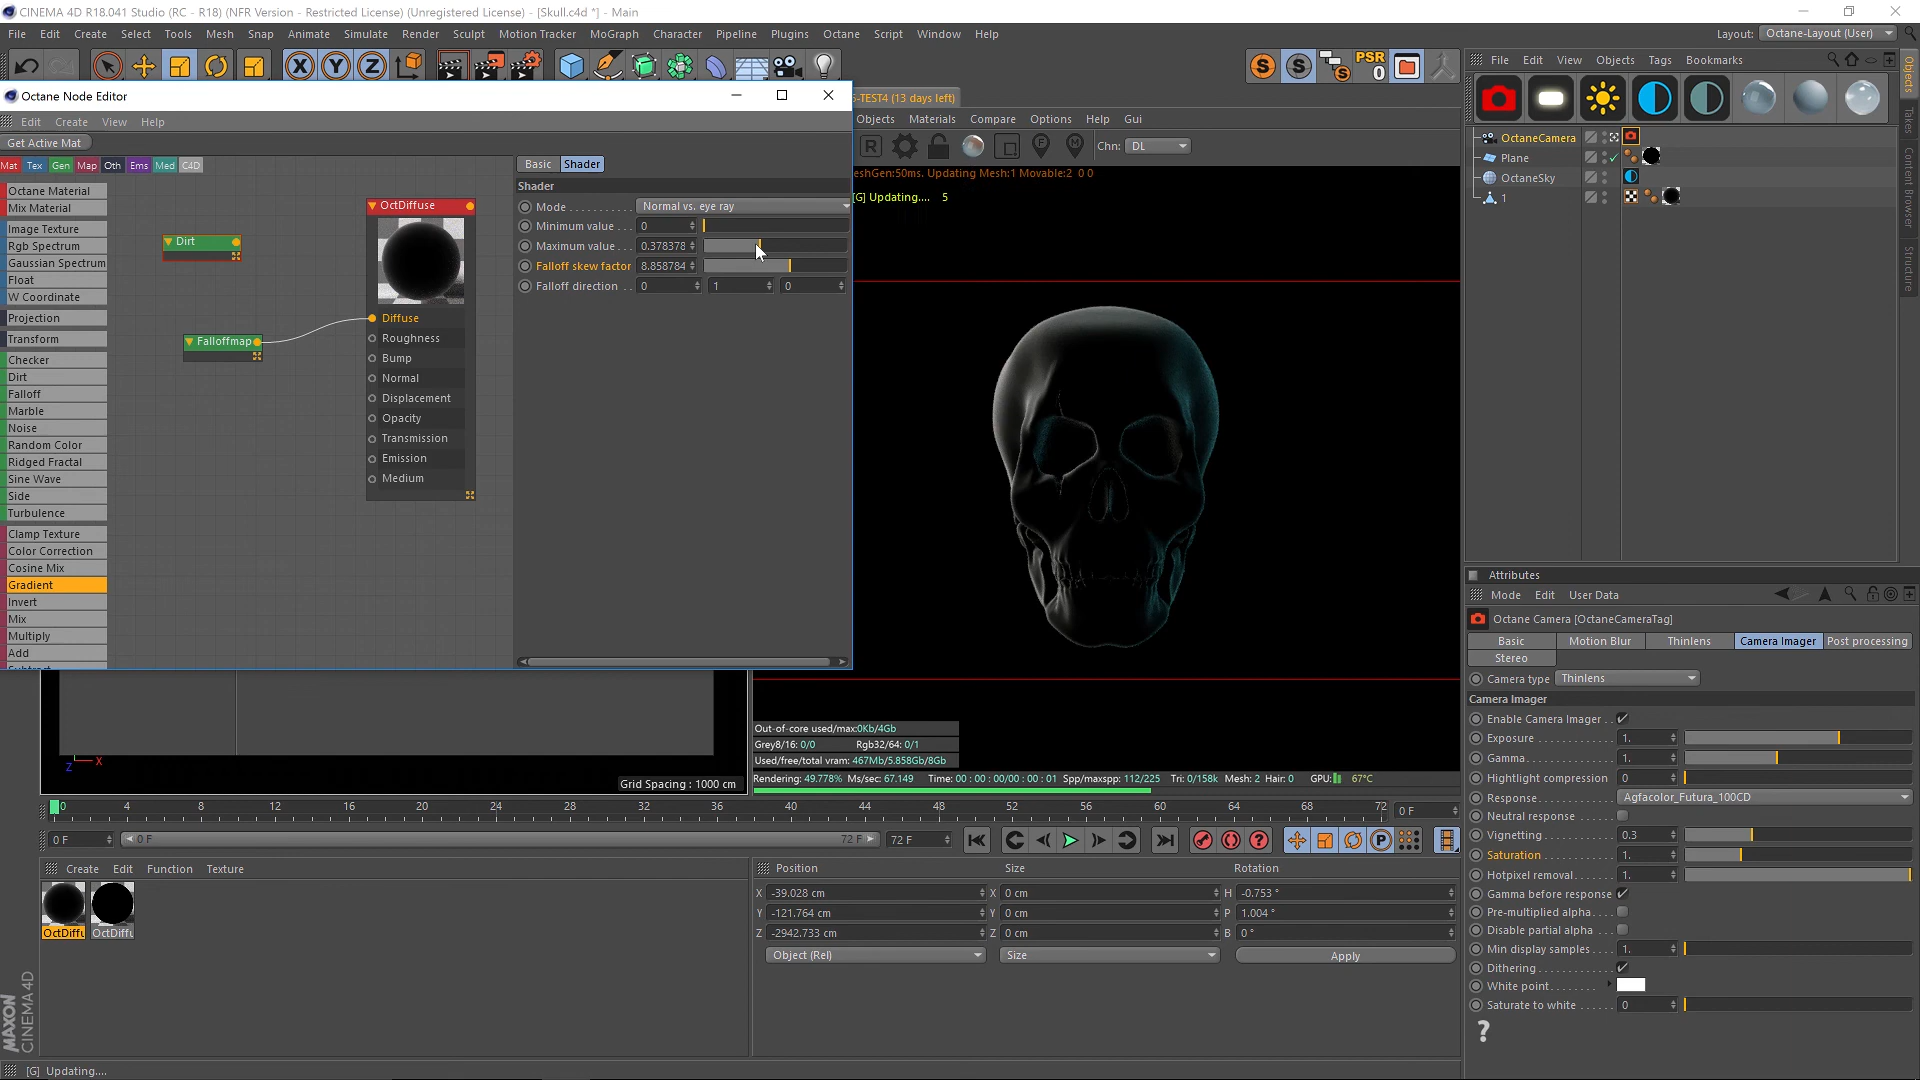 CINEMA 4D R18.041 Studio (RC - R18) (NFR Version - Restricted License) (Unregistered License) - [Skull.c4d *] - Main
File Edit Create Select Tools Mesh Snap Animate Simulate Render Sculpt Motion Tracker MoGraph Character Pipeline Plugins Octane Script Window Help
Layout: Octane-Layout (User)
PSR
0
File Edit View Objects Tags Bookmarks
Octane Node Editor
S-TEST4 (13 days left)
Edit Create View Help
Objects Materials Compare Options Help Gui
Get Active Mat
Chn: DL
Mat Tex Gen Map Oth Ems Med C4D
Basic Shader
eshGen:50ms. Updating Mesh:1 Movable:2 0 0
[G] Updating.... 5
OctaneCamera
Plane
OctaneSky
1
Objects
Takes
Content Browser
Structure
Octane Material
Mix Material
Image Texture
Rgb Spectrum
Gaussian Spectrum
Float
W Coordinate
Projection
Transform
Checker
Dirt
Falloff
Marble
Noise
Random Color
Ridged Fractal
Sine Wave
Side
Turbulence
Clamp Texture
Color Correction
Cosine Mix
Gradient
Invert
Mix
Multiply
Add
Subtract
Dirt
Falloffmap
OctDiffuse
Diffuse
Roughness
Bump
Normal
Displacement
Opacity
Transmission
Emission
Medium
Shader
Mode . . . . . . . . . . . Normal vs. eye ray
Minimum value . . . 0
Maximum value . . . 0.378378
Falloff skew factor 8.858784
Falloff direction . . 0 1 0
Z X
Grid Spacing : 1000 cm
Out-of-core used/max:0Kb/4Gb
Grey8/16: 0/0 Rgb32/64: 0/1
Used/free/total vram: 467Mb/5.858Gb/8Gb
Rendering: 49.778% Ms/sec: 67.149 Time: 00 : 00 : 00/00 : 00 : 01 Spp/maxspp: 112/225 Tri: 0/158k Mesh: 2 Hair: 0 GPU: 67°C
0 4 8 12 16 20 24 28 32 36 40 44 48 52 56 60 64 68 72 0 F
0 F 0 F 72 F 72 F
Create Edit Function Texture
OctDiffu OctDiffu
Position Size Rotation
X -39.028 cm X 0 cm H -0.753 °
Y -121.764 cm Y 0 cm P 1.004 °
Z -2942.733 cm Z 0 cm B 0 °
Object (Rel) Size Apply
Attributes
Mode Edit User Data
Octane Camera [OctaneCameraTag]
Basic Motion Blur Thinlens Camera Imager Post processing
Stereo
Camera type Thinlens
Camera Imager
Enable Camera Imager . .
Exposure . . . . . . . . . . . . 1.
Gamma. . . . . . . . . . . . . 1.
Hightlight compression 0
Response. . . . . . . . . . . . Agfacolor_Futura_100CD
Neutral response . . . . .
Vignetting . . . . . . . . . . . 0.3
Saturation . . . . . . . . . . 1.
Hotpixel removal. . . . . . 1.
Gamma before response
Pre-multiplied alpha. . . .
Disable partial alpha . . .
Min display samples . . . . 1.
Dithering . . . . . . . . . . . .
White point. . . . . . . . .
Saturate to white . . . . . 0
?
MAXON
CINEMA 4D
[G] Updating....